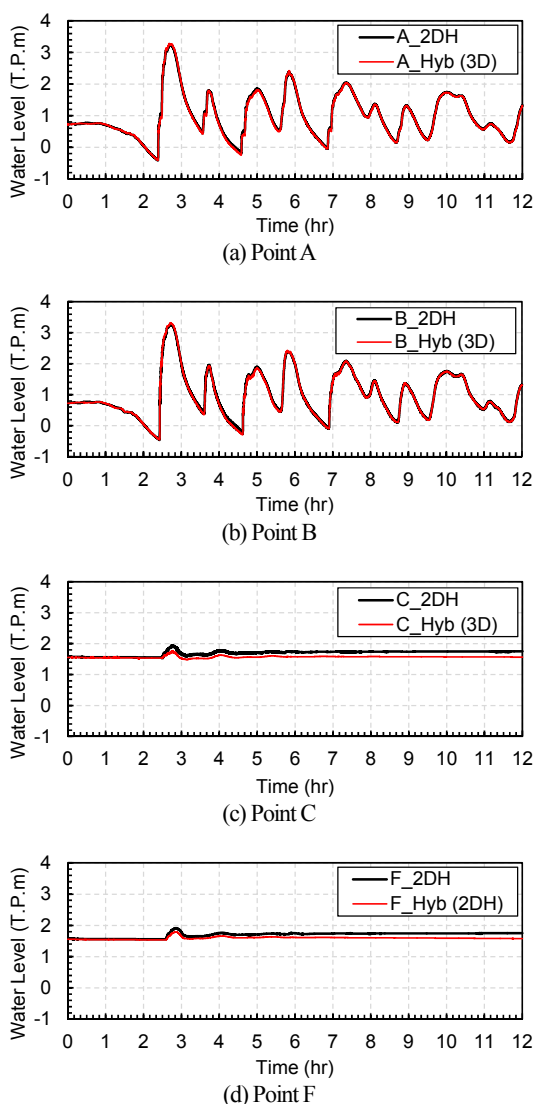 4
3
2
1
0
-1
Water Level (T.P.m)
A_2DH
A_Hyb (3D)
0 1 2 3 4 5 6 7 8 9 10 11 12
Time (hr)
(a) Point A
4
3
2
1
0
-1
Water Level (T.P.m)
B_2DH
B_Hyb (3D)
0 1 2 3 4 5 6 7 8 9 10 11 12
Time (hr)
(b) Point B
4
3
2
1
0
-1
Water Level (T.P.m)
C_2DH
C_Hyb (3D)
0 1 2 3 4 5 6 7 8 9 10 11 12
Time (hr)
(c) Point C
4
3
2
1
0
-1
Water Level (T.P.m)
F_2DH
F_Hyb (2DH)
0 1 2 3 4 5 6 7 8 9 10 11 12
Time (hr)
(d) Point F